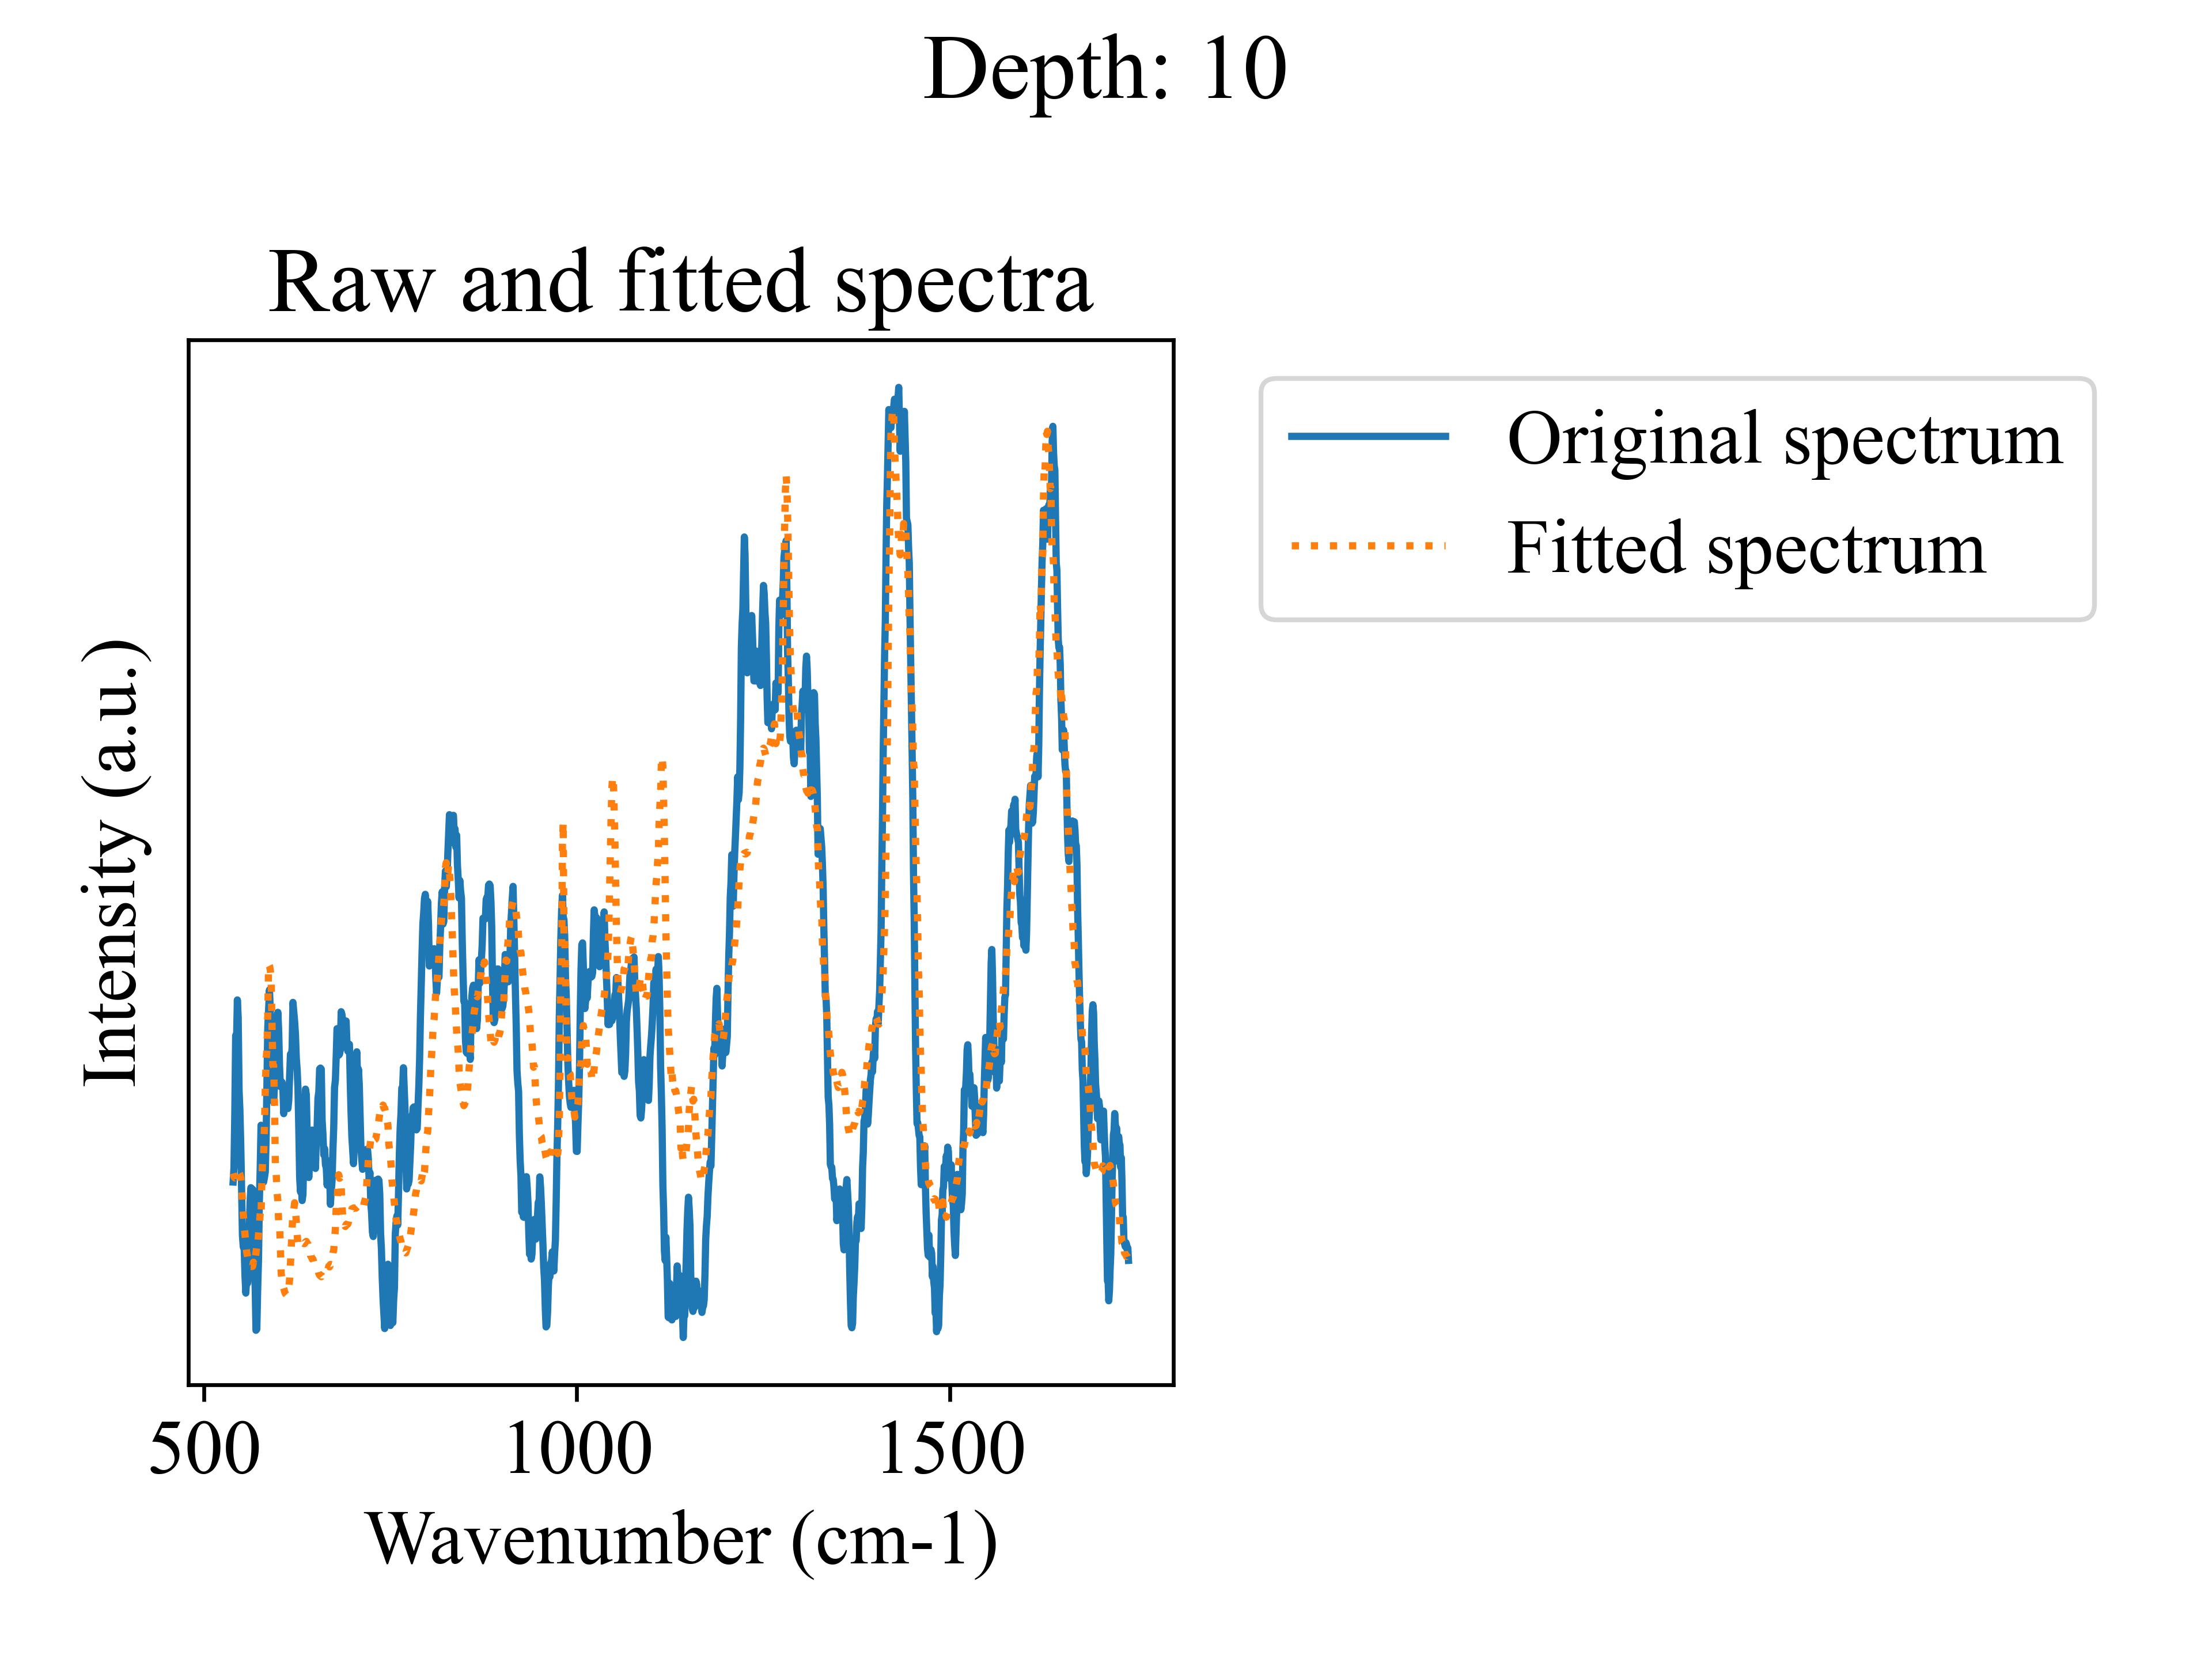 Depth: 10
Raw and fitted spectra
Original spectrum
Fitted spectrum
Intensity (a.u.)
500 1000 1500
Wavenumber (cm-1)